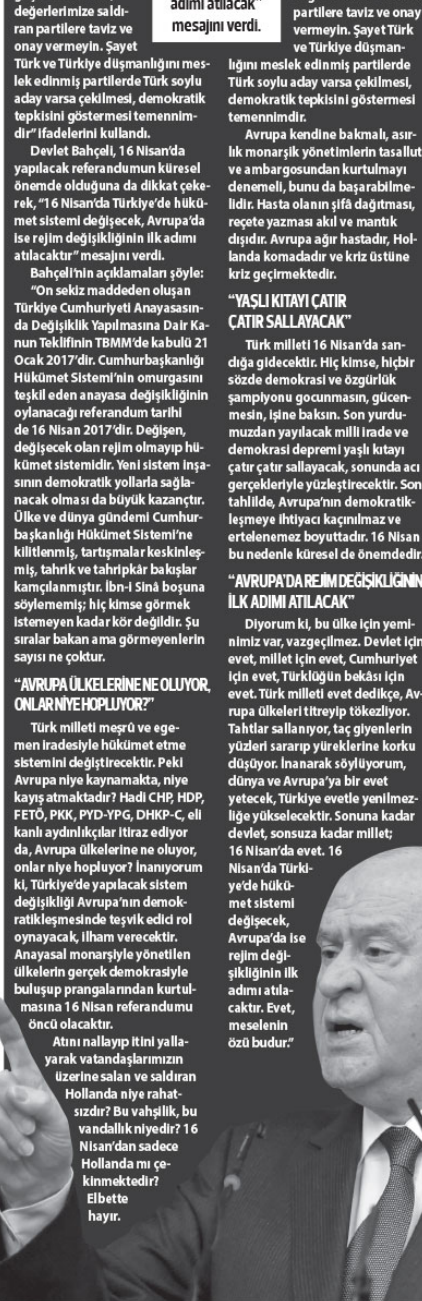 değerlerimize saldı-
ran partilere taviz ve
onay vermeyin. Şayet
Türk ve Türkiye düşmanlığını mes-
lek edinmiş partilerde Türk soylu
aday varsa çekilmesi, demokratik
tepkisini göstermesi temennim-
dir” ifadelerini kullandı.
Devlet Bahçeli, 16 Nisan’da
yapılacak referandumun küresel
önemde olduğuna da dikkat çeke-
rek, “16 Nisan’da Türkiye’de hükü-
met sistemi değişecek, Avrupa’da
ise rejim değişikliğinin ilk adımı
atılacaktır” mesajını verdi.
Bahçeli’nin açıklamaları şöyle:
“On sekiz maddeden oluşan
Türkiye Cumhuriyeti Anayasasın-
da Değişiklik Yapılmasına Dair Ka-
nun Teklifinin TBMM’de kabulü 21
Ocak 2017’dir. Cumhurbaşkanlığı
Hükümet Sistemi’nin omurgasını
teşkil eden anayasa değişikliğinin
oylanacağı referandum tarihi
de 16 Nisan 2017’dir. Değişen,
değişecek olan rejim olmayıp hü-
kümet sistemidir. Yeni sistem inşa-
sının demokratik yollarla sağla-
nacak olması da büyük kazançtır.
Ülke ve dünya gündemi Cumhur-
başkanlığı Hükümet Sistemi’ne
kilitlenmiş, tartışmalar keskinleş-
miş, tahrik ve tahripkâr bakışlar
kamçılanmıştır. İbn-i Sinâ boşuna
söylememiş; hiç kimse görmek
istemeyen kadar kör değildir. Şu
sıralar bakan ama görmeyenlerin
sayısı ne çoktur.
“AVRUPA ÜLKELERİNE NE OLUYOR,
ONLAR NİYE HOPLUYOR?”
Türk milleti meşrû ve ege-
men iradesiyle hükümet etme
sistemini değiştirecektir. Peki
Avrupa niye kaynamakta, niye
kayış atmaktadır? Hadi CHP, HDP,
FETÖ, PKK, PYD-YPG, DHKP-C, eli
kanlı aydınlıkçılar itiraz ediyor
da, Avrupa ülkelerine ne oluyor,
onlar niye hopluyor? İnanıyorum
ki, Türkiye’de yapılacak sistem
değişikliği Avrupa’nın demok-
ratikleşmesinde teşvik edici rol
oynayacak, ilham verecektir.
Anayasal monarşiyle yönetilen
ülkelerin gerçek demokrasiyle
buluşup prangalarından kurtul-
masına 16 Nisan referandumu
öncü olacaktır.
Atını nallayıp itini yalla-
yarak vatandaşlarımızın
üzerine salan ve saldıran
Hollanda niye rahat-
sızdır? Bu vahşilik, bu
vandallık niyedir? 16
Nisan’dan sadece
Hollanda mı çe-
kinmektedir?
Elbette
hayır.
adımı atılacak”
mesajını verdi.
partilere taviz ve onay
vermeyin. Şayet Türk
ve Türkiye düşman-
lığını meslek edinmiş partilerde
Türk soylu aday varsa çekilmesi,
demokratik tepkisini göstermesi
temennimdir.
Avrupa kendine bakmalı, asır-
lık monarşik yönetimlerin tasallut
ve ambargosundan kurtulmayı
denemeli, bunu da başarabilme-
lidir. Hasta olanın şifâ dağıtması,
reçete yazması akıl ve mantık
dışıdır. Avrupa ağır hastadır, Hol-
landa komadadır ve kriz üstüne
kriz geçirmektedir.
“YAŞLI KITAYI ÇATIR
ÇATIR SALLAYACAK”
Türk milleti 16 Nisan’da san-
dığa gidecektir. Hiç kimse, hiçbir
sözde demokrasi ve özgürlük
şampiyonu gocunmasın, gücen-
mesin, işine baksın. Son yurdu-
muzdan yayılacak milli irade ve
demokrasi depremi yaşlı kıtayı
çatır çatır sallayacak, sonunda acı
gerçekleriyle yüzleştirecektir. Son
tahlilde, Avrupa’nın demokratik-
leşmeye ihtiyacı kaçınılmaz ve
ertelenemez boyuttadır. 16 Nisan
bu nedenle küresel de önemdedir.
“AVRUPA’DA REJİM DEĞİŞİKLİĞİNİN
İLK ADIMI ATILACAK”
Diyorum ki, bu ülke için yemi-
nimiz var, vazgeçilmez. Devlet için
evet, millet için evet, Cumhuriyet
için evet, Türklüğün bekâsı için
evet. Türk milleti evet dedikçe, Av-
rupa ülkeleri titreyip tökezliyor.
Tahtlar sallanıyor, taç giyenlerin
yüzleri sararıp yüreklerine korku
düşüyor. İnanarak söylüyorum,
dünya ve Avrupa’ya bir evet
yetecek, Türkiye evetle yenilmez-
liğe yükselecektir. Sonuna kadar
devlet, sonsuza kadar millet;
16 Nisan’da evet. 16
Nisan’da Türki-
ye’de hükü-
met sistemi
değişecek,
Avrupa’da ise
rejim deği-
şikliğinin ilk
adımı atıla-
caktır. Evet,
meselenin
özü budur.”